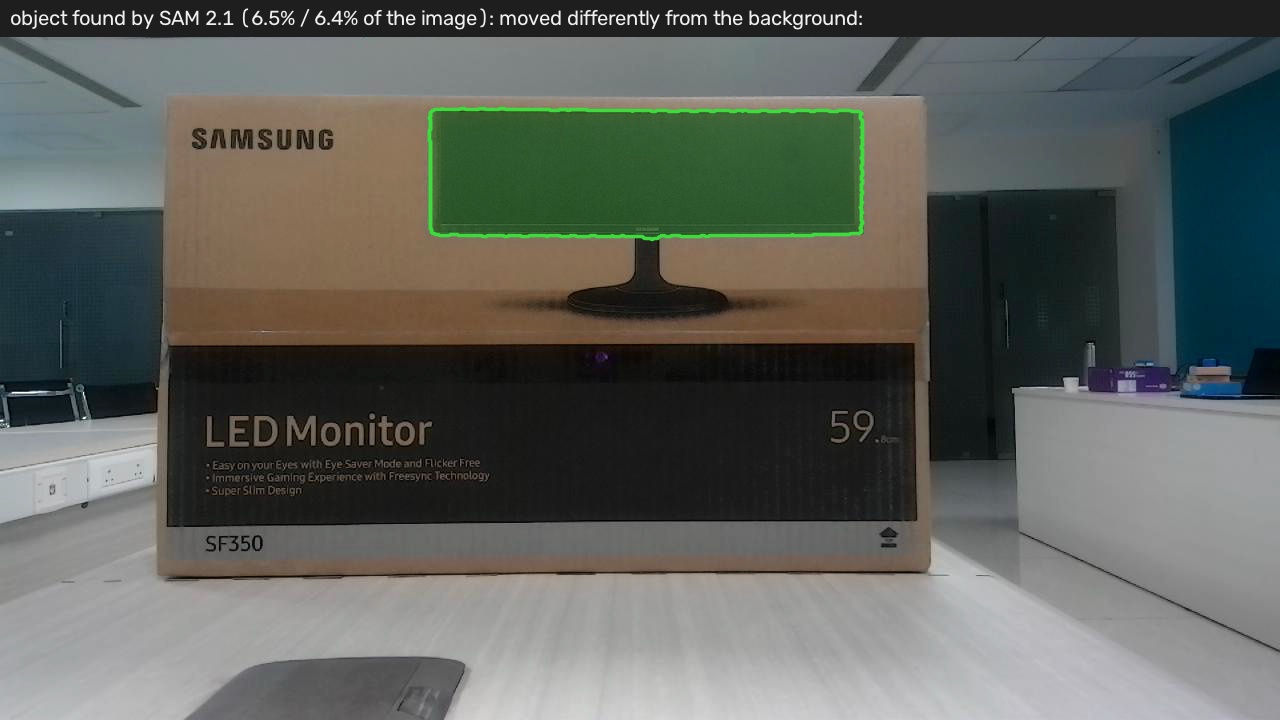 object found by SAM 2.1 (6.5% / 6.4% of the image): moved differently from the background:
SAMSUNG
LED Monitor
59.8cm
• Easy on your Eyes with Eye Saver Mode and Flicker Free
• Immersive Gaming Experience with Freesync Technology
• Super Slim Design
SF350